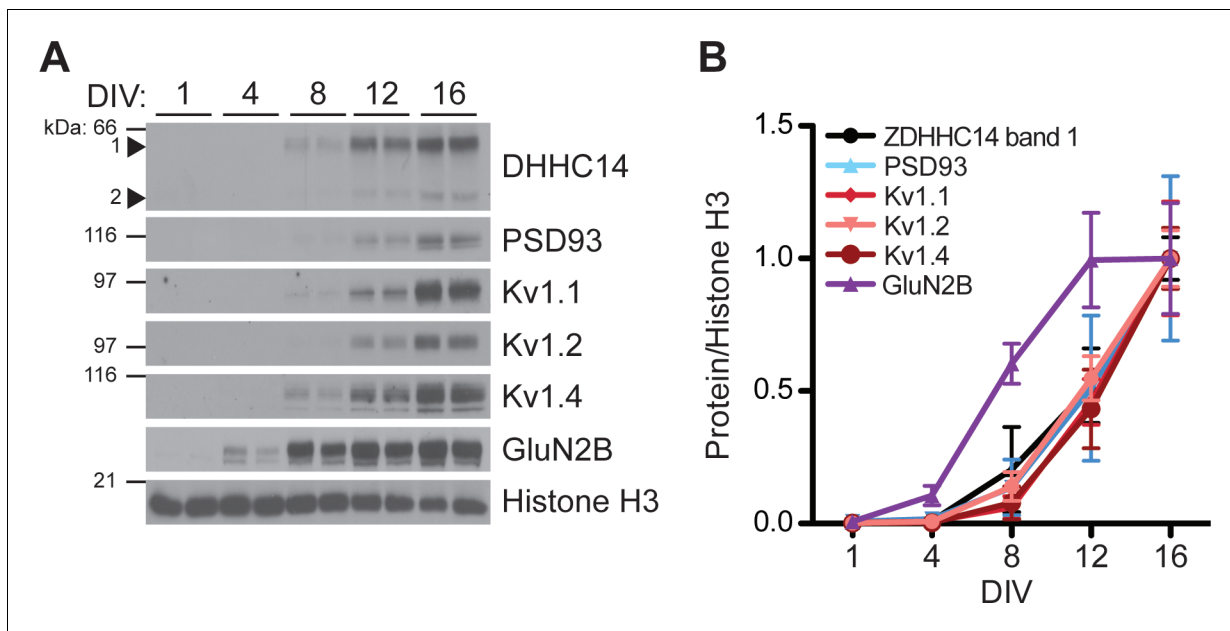 A
DIV: 1 4 8 12 16
kDa: 66
1
DHHC14
2
116
PSD93
97
Kv1.1
97
Kv1.2
116
Kv1.4
GluN2B
21
Histone H3
B
1.5
1.0
0.5
0.0
Protein/Histone H3
ZDHHC14 band 1
PSD93
Kv1.1
Kv1.2
Kv1.4
GluN2B
1 4 8 12 16
DIV